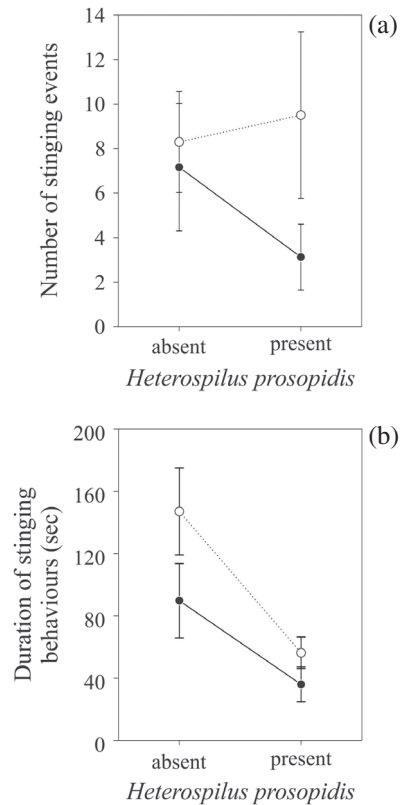 (a)
Number of stinging events
14
12
10
8
6
4
2
0
absent present
Heterospilus prosopidis
(b)
Duration of stinging
behaviours (sec)
200
160
120
80
40
0
absent present
Heterospilus prosopidis